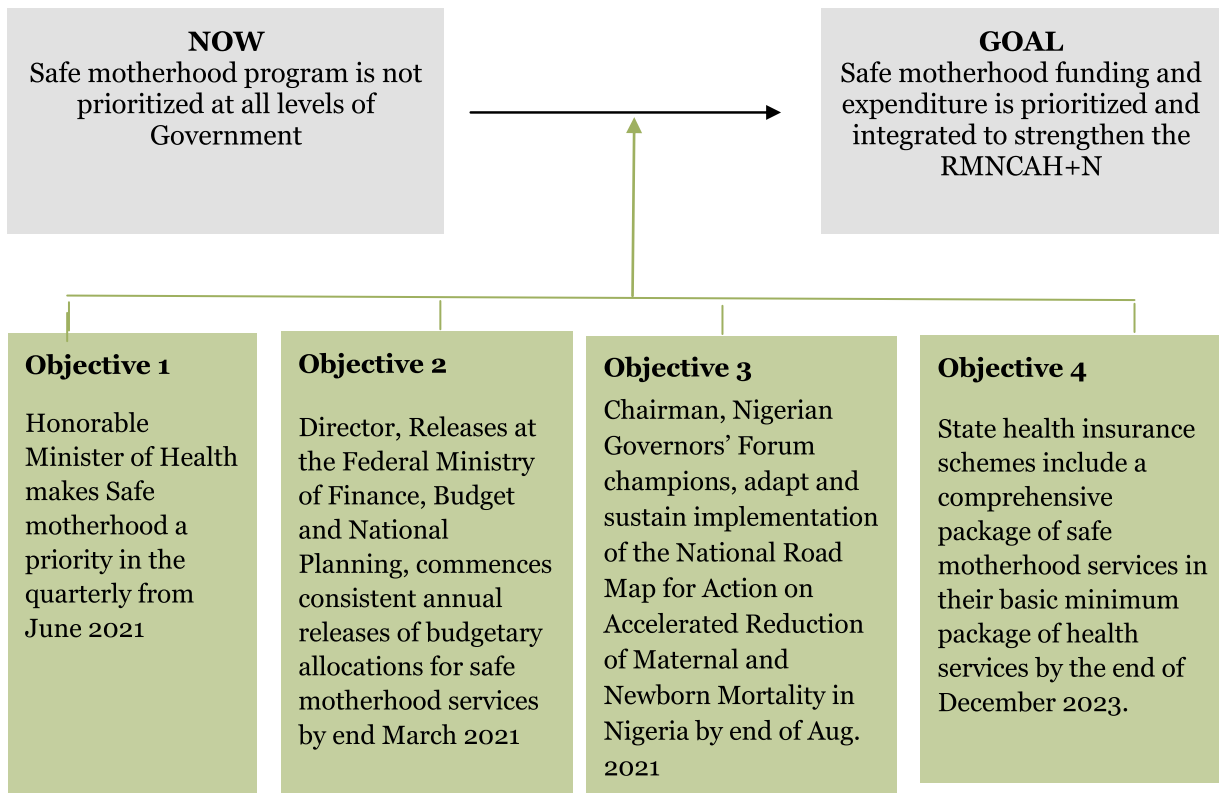 NOW
Safe motherhood program is not
prioritized at all levels of
Government
GOAL
Safe motherhood funding and
expenditure is prioritized and
integrated to strengthen the
RMNCAH+N
Objective 1
Honorable
Minister of Health
makes Safe
motherhood a
priority in the
quarterly from
June 2021
Objective 2
Director, Releases at
the Federal Ministry
of Finance, Budget
and National
Planning, commences
consistent annual
releases of budgetary
allocations for safe
motherhood services
by end March 2021
Objective 3
Chairman, Nigerian
Governors’ Forum
champions, adapt and
sustain implementation
of the National Road
Map for Action on
Accelerated Reduction
of Maternal and
Newborn Mortality in
Nigeria by end of Aug.
2021
Objective 4
State health insurance
schemes include a
comprehensive
package of safe
motherhood services in
their basic minimum
package of health
services by the end of
December 2023.